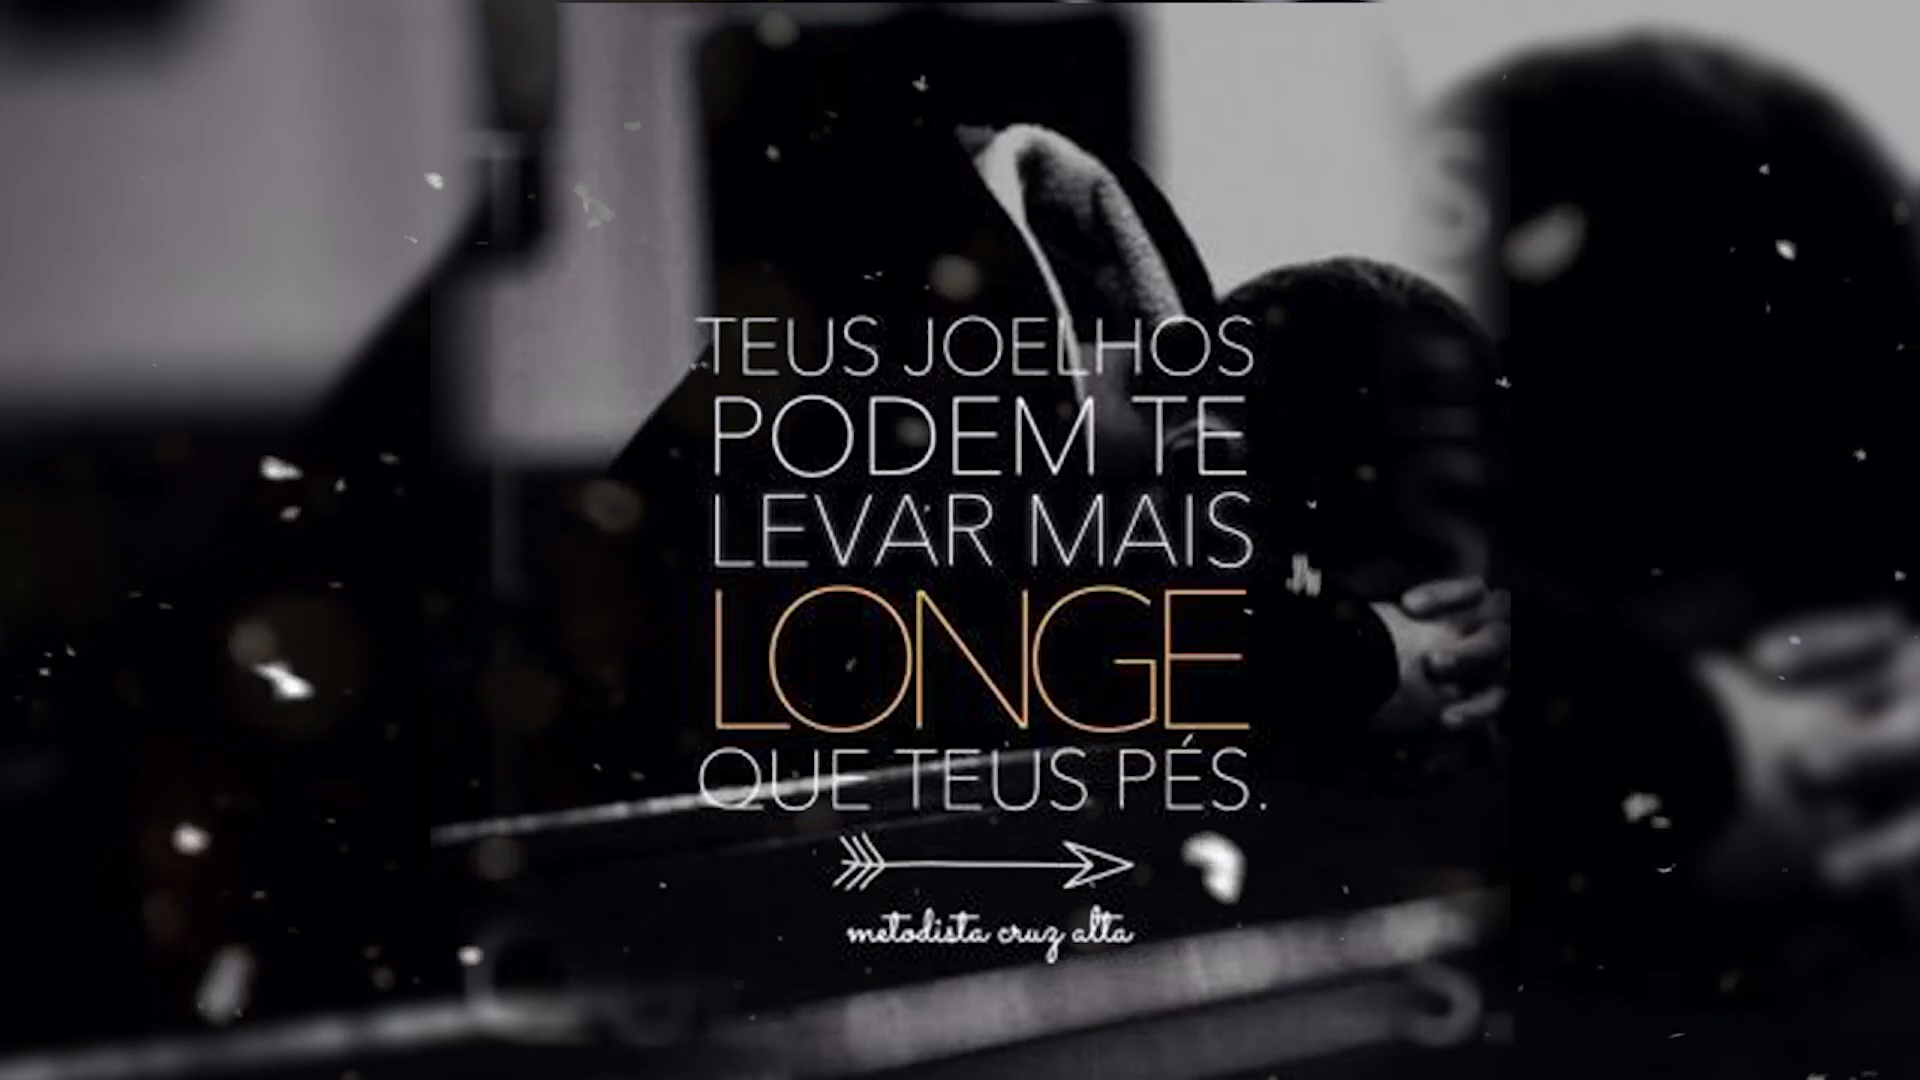 TEUS JOELHOS
PODEM TE
LEVAR MAIS
LONGE
QUE TEUS PÉS.
metodista cruz alta